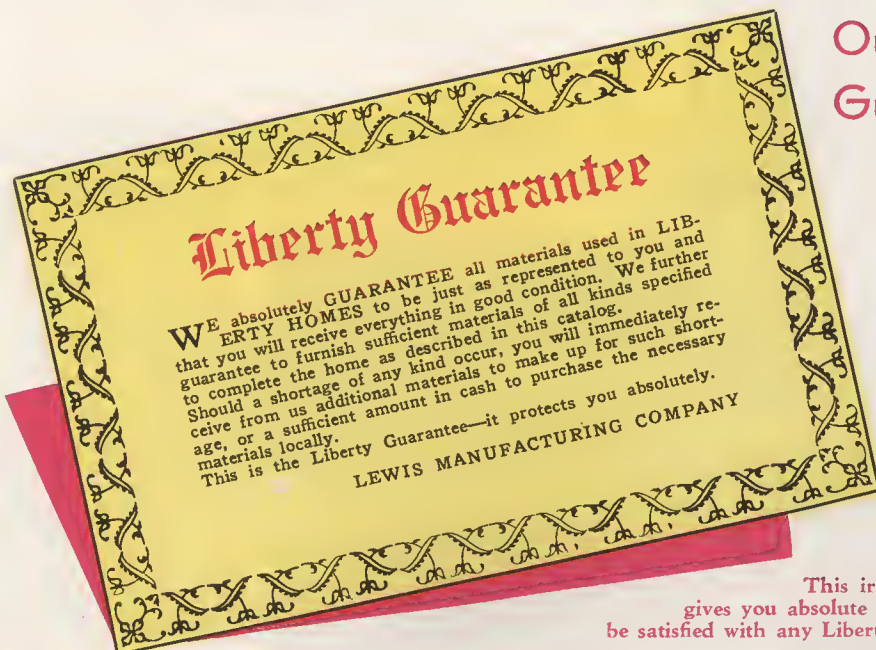 Liberty Guarantee
WE absolutely GUARANTEE all materials used in LIB-
ERTY HOMES to be just as represented to you and
that you will receive everything in good condition. We further
guarantee to furnish sufficient materials of all kinds specified
to complete the home as described in this catalog.
Should a shortage of any kind occur, you will immediately re-
ceive from us additional materials to make up for such short-
age, or a sufficient amount in cash to purchase the necessary
materials locally.
This is the Liberty Guarantee—it protects you absolutely.
LEWIS MANUFACTURING COMPANY
This
gives you absolute
be satisfied with any